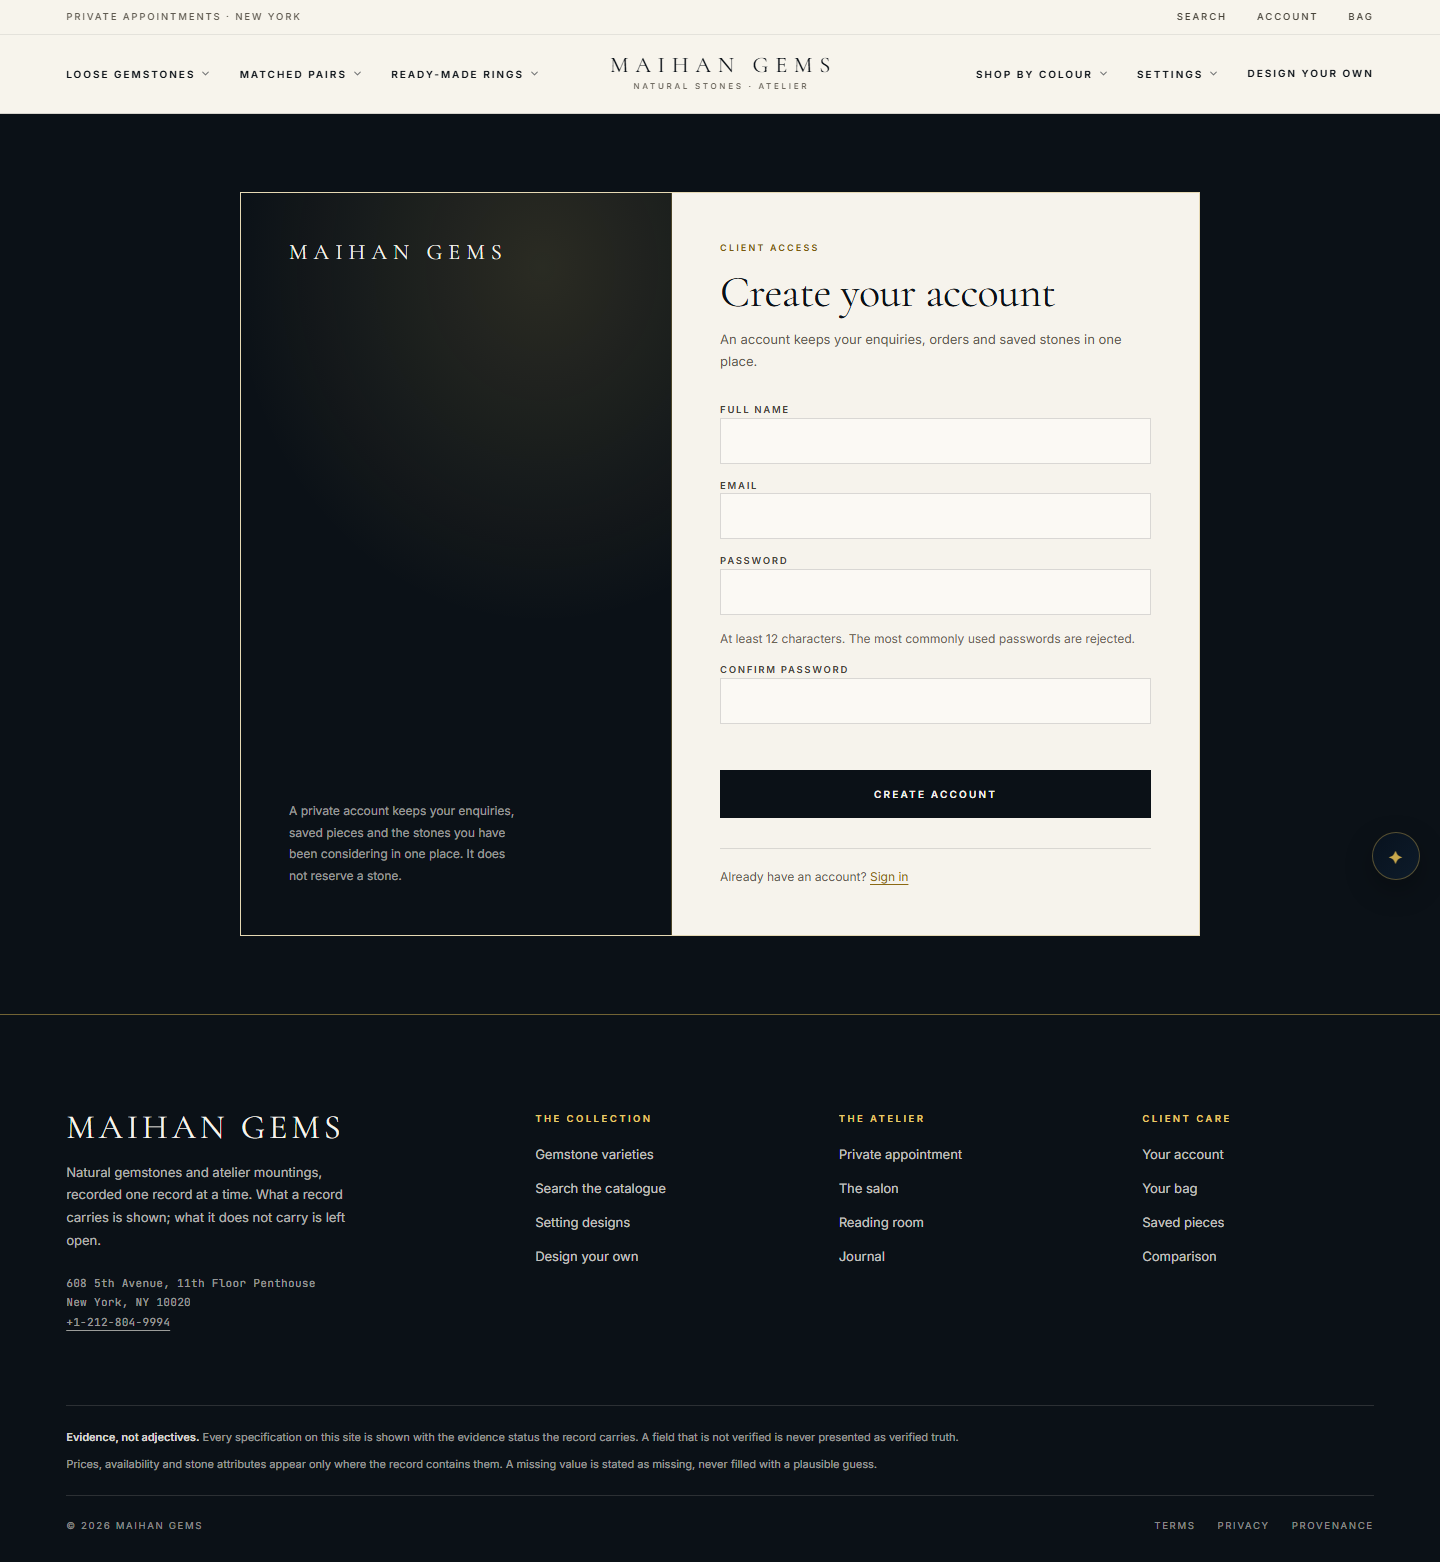 PRIVATE APPOINTMENTS · NEW YORK
SEARCH ACCOUNT BAG
LOOSE GEMSTONES MATCHED PAIRS READY-MADE RINGS
MAIHAN GEMS
NATURAL STONES · ATELIER
SHOP BY COLOUR SETTINGS DESIGN YOUR OWN
MAIHAN GEMS
A private account keeps your enquiries,
saved pieces and the stones you have
been considering in one place. It does
not reserve a stone.
CLIENT ACCESS
Create your account
An account keeps your enquiries, orders and saved stones in one
place.
FULL NAME
EMAIL
PASSWORD
At least 12 characters. The most commonly used passwords are rejected.
CONFIRM PASSWORD
CREATE ACCOUNT
Already have an account? Sign in
MAIHAN GEMS
Natural gemstones and atelier mountings,
recorded one record at a time. What a record
carries is shown; what it does not carry is left
open.
608 5th Avenue, 11th Floor Penthouse
New York, NY 10020
+1-212-804-9994
THE COLLECTION
Gemstone varieties
Search the catalogue
Setting designs
Design your own
THE ATELIER
Private appointment
The salon
Reading room
Journal
CLIENT CARE
Your account
Your bag
Saved pieces
Comparison
Evidence, not adjectives. Every specification on this site is shown with the evidence status the record carries. A field that is not verified is never presented as verified truth.
Prices, availability and stone attributes appear only where the record contains them. A missing value is stated as missing, never filled with a plausible guess.
© 2026 MAIHAN GEMS
TERMS PRIVACY PROVENANCE